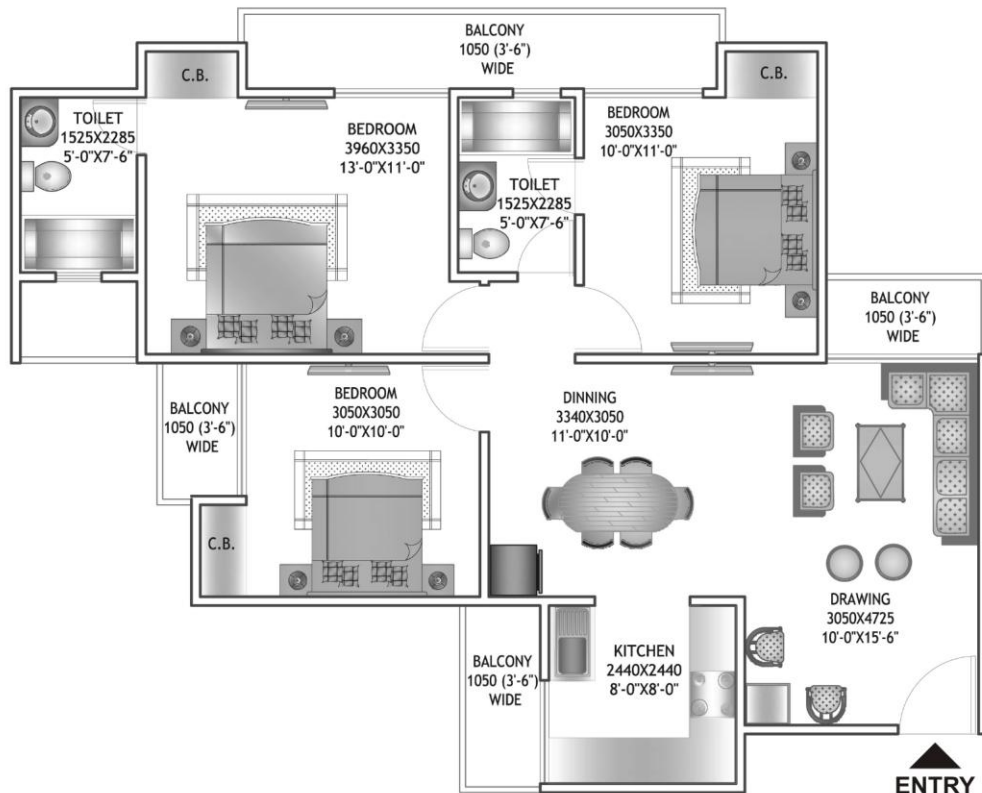 BALCONY
1050 (3'-6")
WIDE
C.B.
C.B.
TOILET
1525X2285
5'-0"X7'-6"
BEDROOM
3960X3350
13'-0"X11'-0"
BEDROOM
3050X3350
10'-0"X11'-0"
TOILET
1525X2285
5'-0"X7'-6"
BALCONY
1050 (3'-6")
WIDE
BEDROOM
3050X3050
10'-0"X10'-0"
DINNING
3340X3050
11'-0"X10'-0"
BALCONY
1050 (3'-6")
WIDE
C.B.
DRAWING
3050X4725
10'-0"X15'-6"
KITCHEN
2440X2440
8'-0"X8'-0"
BALCONY
1050 (3'-6")
WIDE
ENTRY